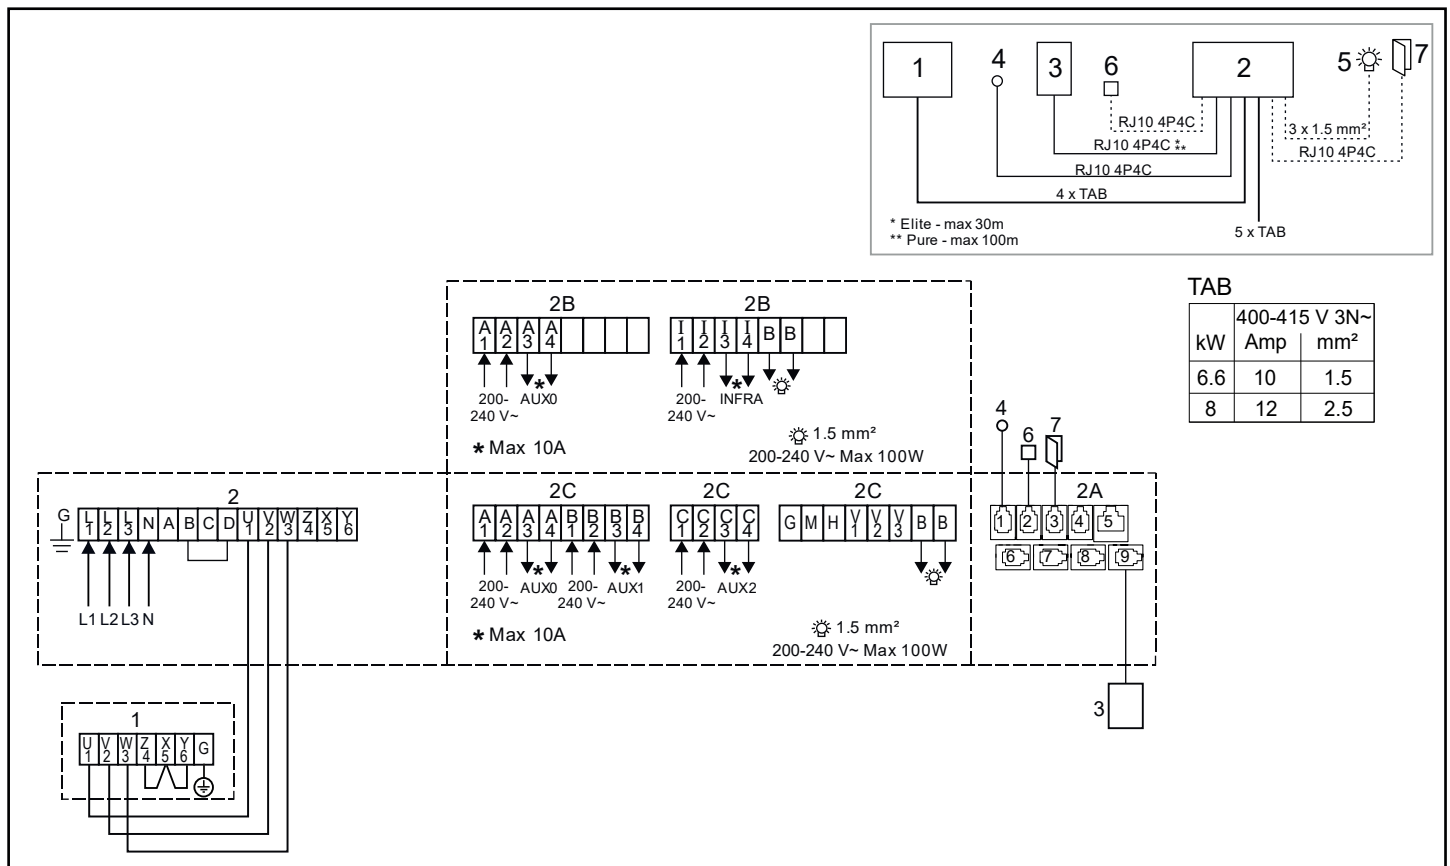 1
4
3
6
2
5
7
RJ10 4P4C
3 x 1.5 mm²
RJ10 4P4C * **
RJ10 4P4C
RJ10 4P4C
4 x TAB
5 x TAB
* Elite - max 30m
** Pure - max 100m
TAB
kW 400-415 V 3N~
Amp mm²
6.6 10 1.5
8 12 2.5
2B
A1 A2 A3 A4
200-240 V~
* AUX0
* Max 10A
2B
I1 I2 I3 I4 B B
200-240 V~
* INFRA
1.5 mm²
200-240 V~ Max 100W
2
G L1 L2 L3 N A B C D U1 V2 W3 Z4 X5 Y6
L1 L2 L3 N
2C
A1 A2 A3 A4 B1 B2 B3 B4
200-240 V~
* AUX0
200-240 V~
* AUX1
* Max 10A
2C
C1 C2 C3 C4
200-240 V~
* AUX2
2C
G M H V1 V2 V3 B B
1.5 mm²
200-240 V~ Max 100W
4
6
7
2A
1 2 3 4 5
6 7 8 9
3
1
U1 V2 W3 Z4 X5 Y6 G